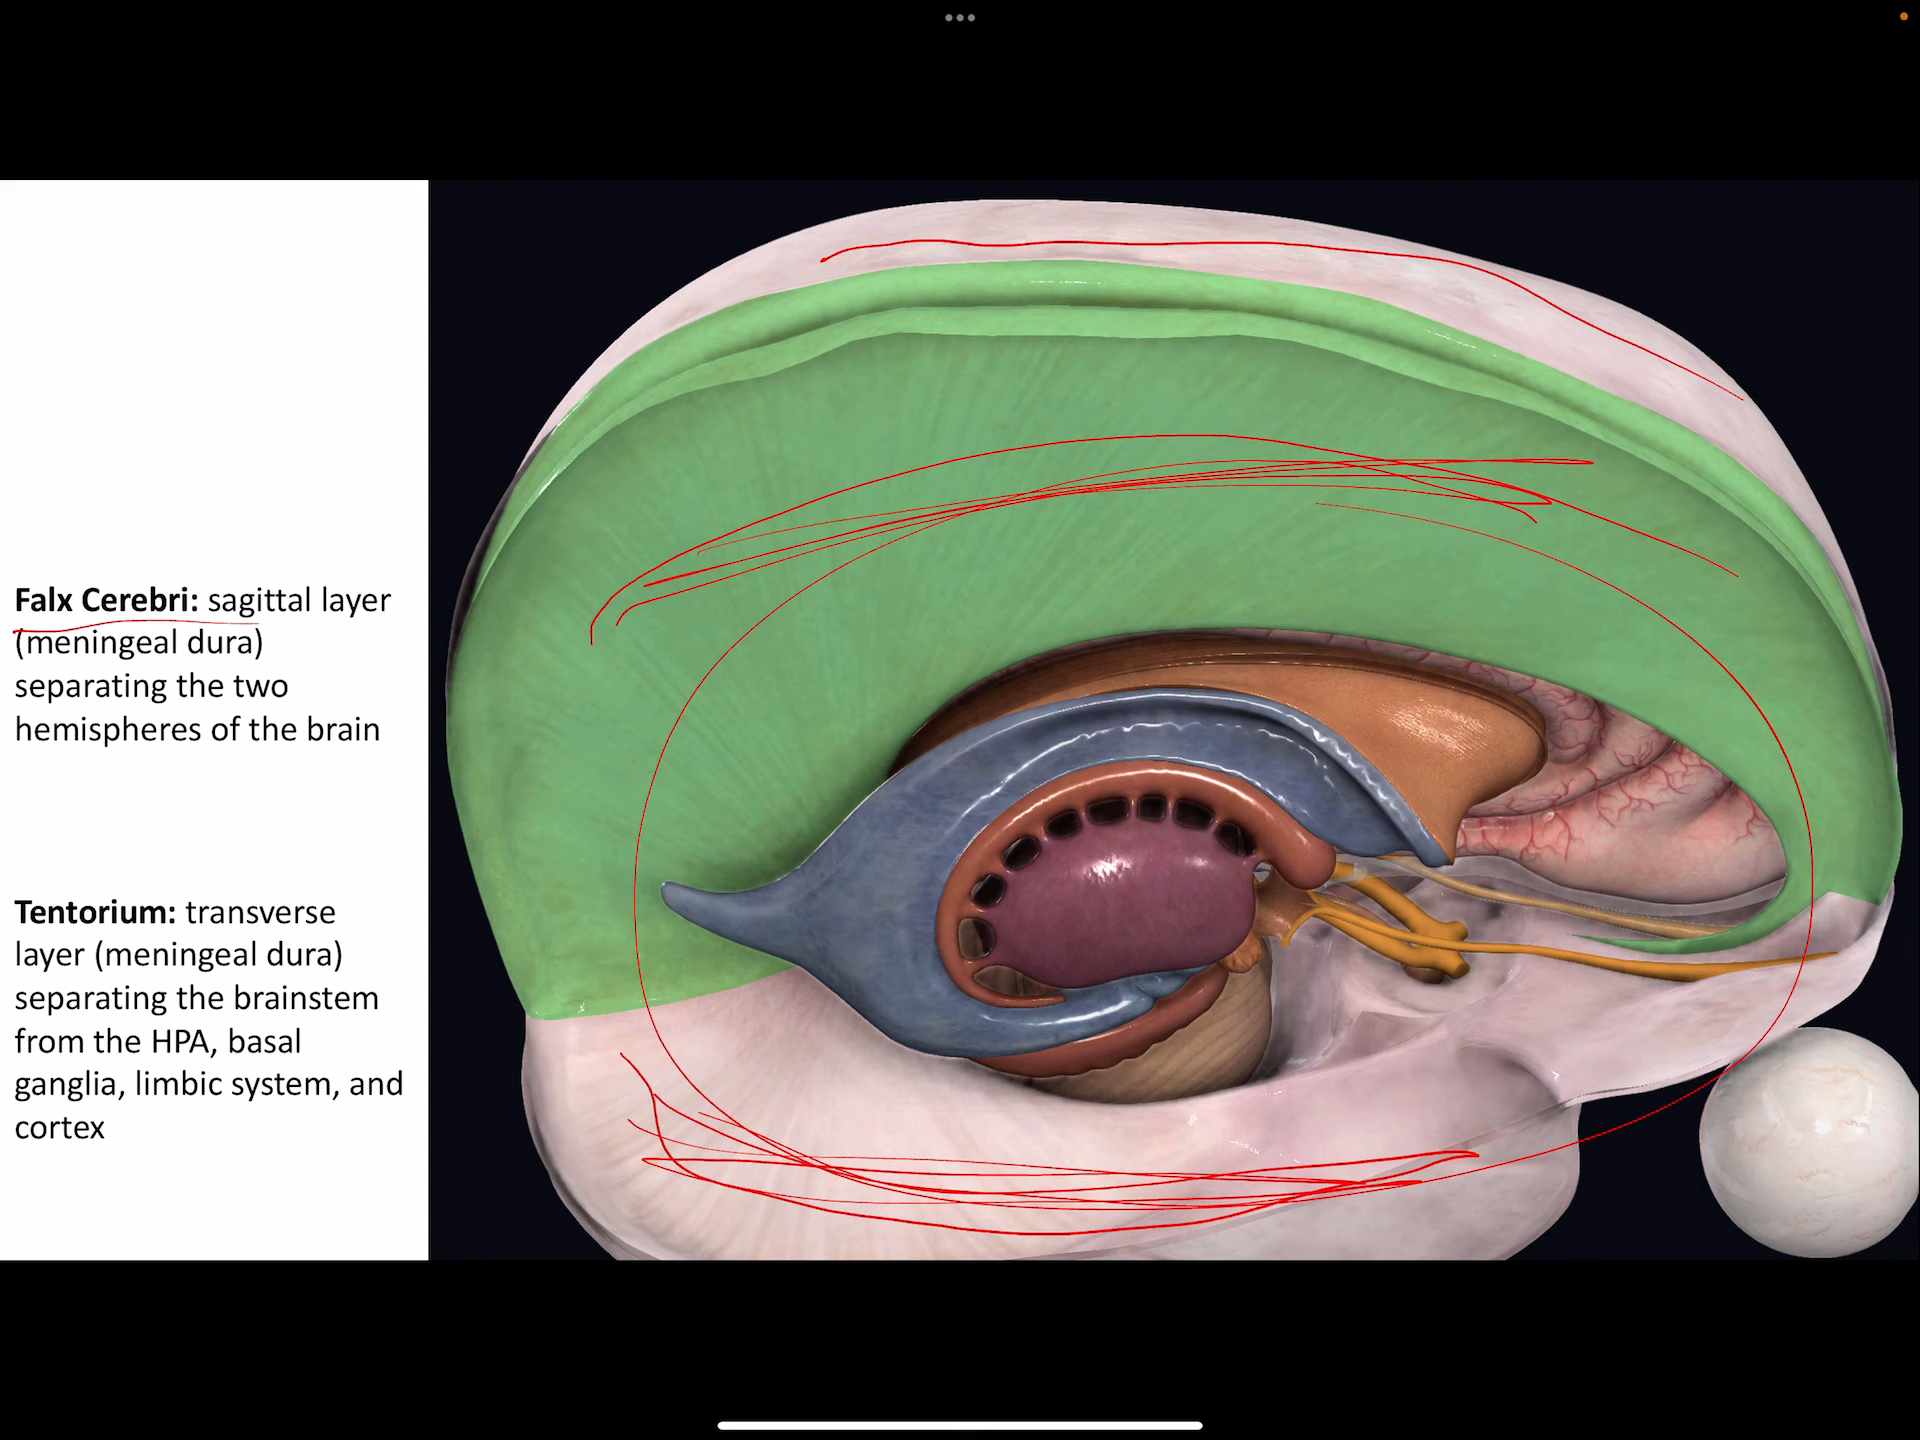 Falx Cerebri: sagittal layer
(meningeal dura)
separating the two
hemispheres of the brain
Tentorium: transverse
layer (meningeal dura)
separating the brainstem
from the HPA, basal
ganglia, limbic system, and
cortex